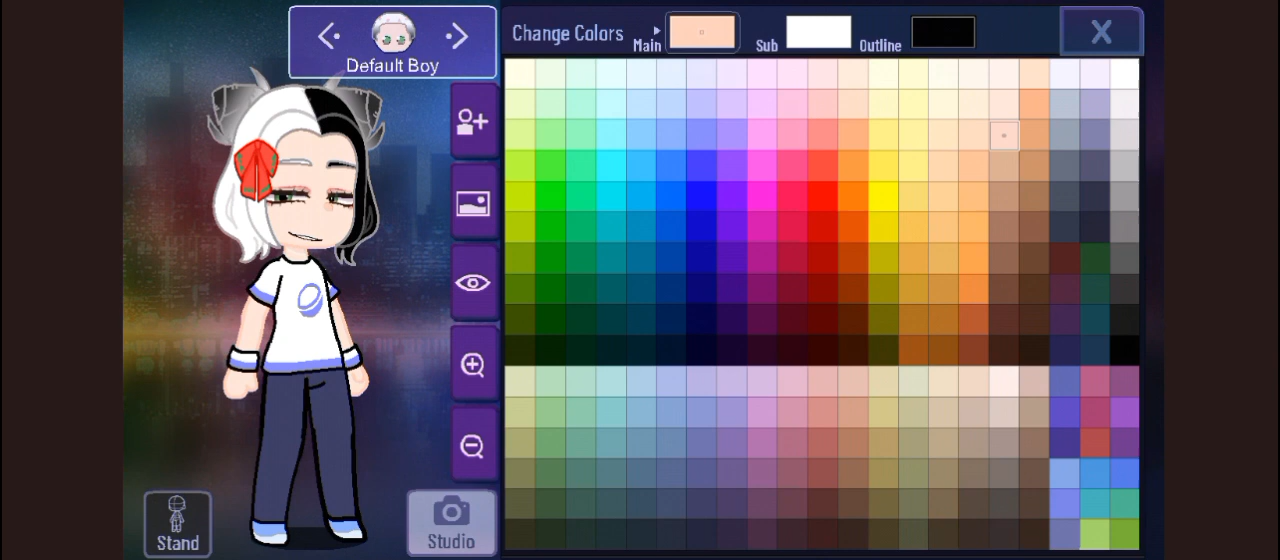 Default Boy
Change Colors
Main
Sub
Outline
X
Stand
Studio